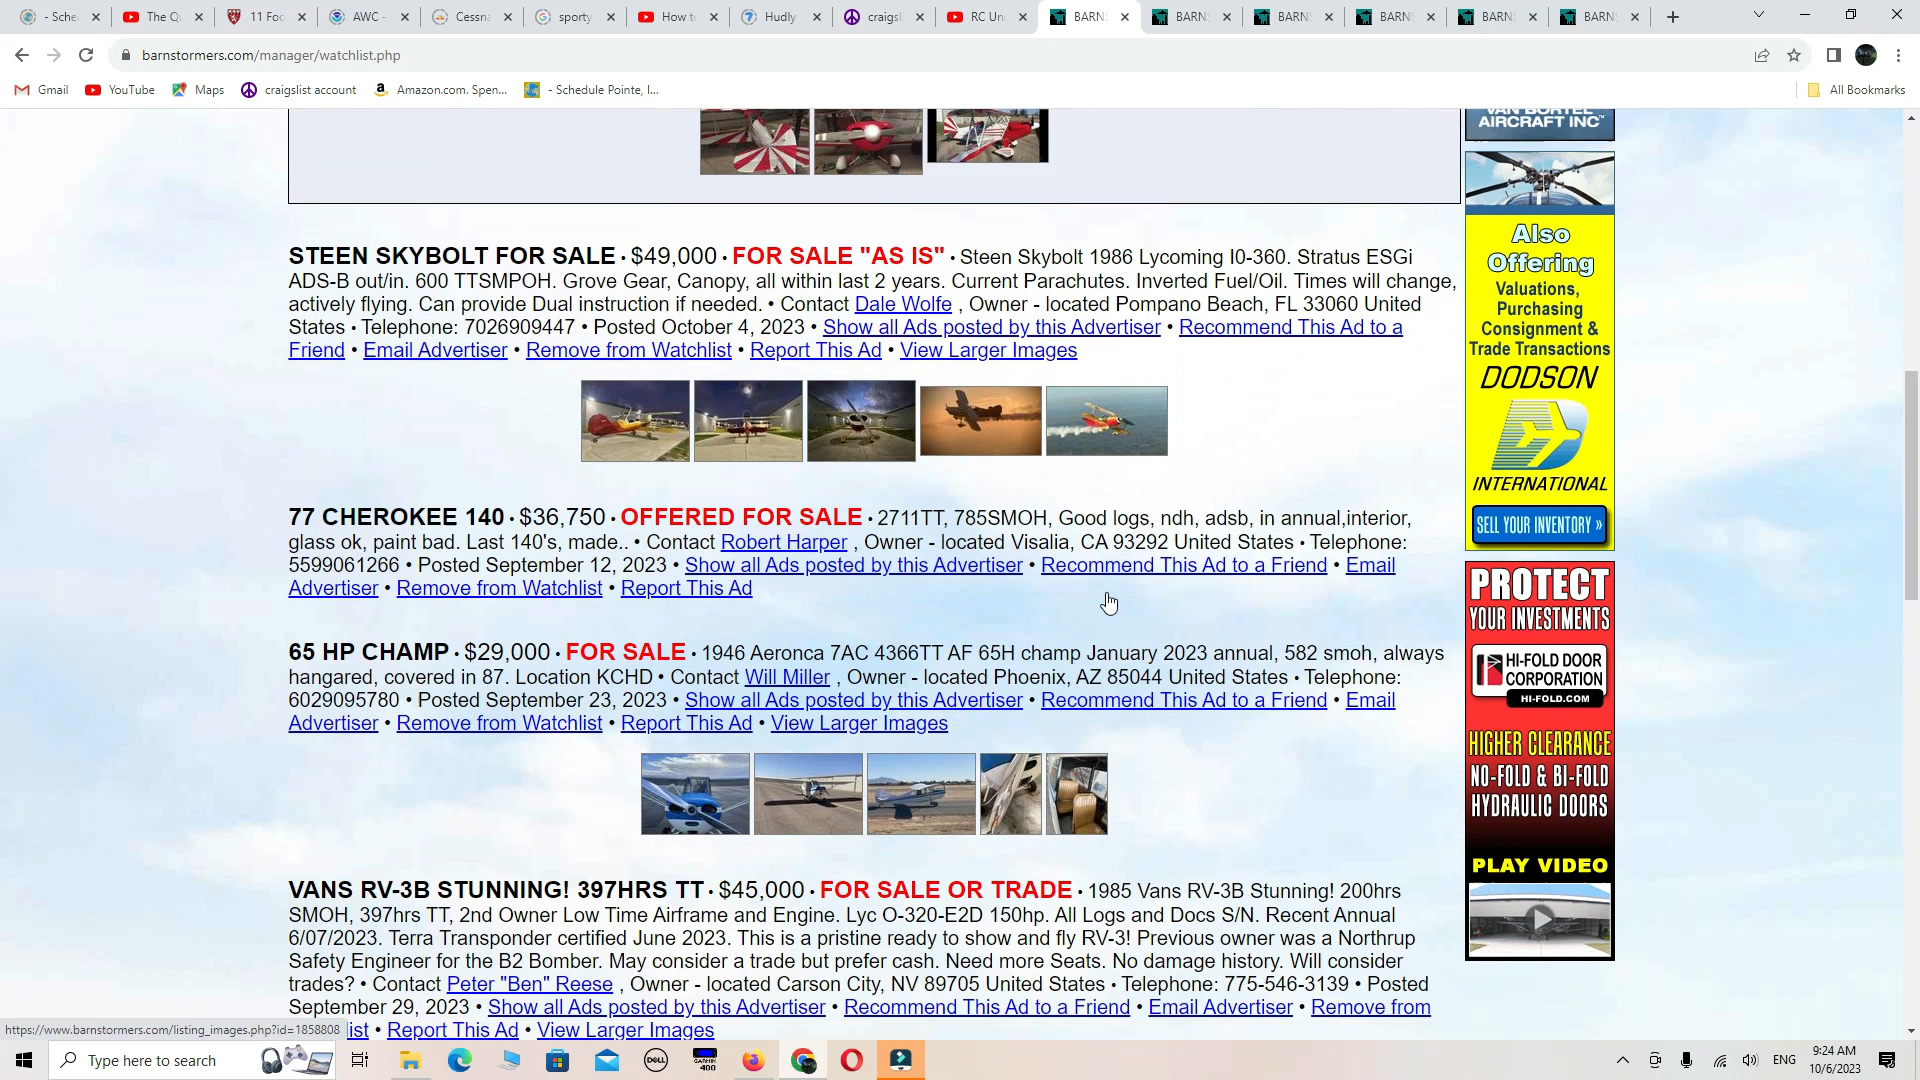 - Sche
The Q
11 Foc
AWC -
Cessna
sporty
How to
Hudly
craigsl
RC Un
BARNS
BARNS
BARNS
BARNS
BARNS
BARNS
barnstormers.com/manager/watchlist.php
Gmail
YouTube
Maps
craigslist account
Amazon.com. Spen...
- Schedule Pointe, I...
All Bookmarks
STEEN SKYBOLT FOR SALE • $49,000 • FOR SALE "AS IS" • Steen Skybolt 1986 Lycoming I0-360. Stratus ESGi
ADS-B out/in. 600 TTSMPOH. Grove Gear, Canopy, all within last 2 years. Current Parachutes. Inverted Fuel/Oil. Times will change,
actively flying. Can provide Dual instruction if needed. • Contact Dale Wolfe , Owner - located Pompano Beach, FL 33060 United
States • Telephone: 7026909447 • Posted October 4, 2023 • Show all Ads posted by this Advertiser • Recommend This Ad to a
Friend • Email Advertiser • Remove from Watchlist • Report This Ad • View Larger Images
77 CHEROKEE 140 • $36,750 • OFFERED FOR SALE • 2711TT, 785SMOH, Good logs, ndh, adsb, in annual,interior,
glass ok, paint bad. Last 140's, made.. • Contact Robert Harper , Owner - located Visalia, CA 93292 United States • Telephone:
5599061266 • Posted September 12, 2023 • Show all Ads posted by this Advertiser • Recommend This Ad to a Friend • Email
Advertiser • Remove from Watchlist • Report This Ad
65 HP CHAMP • $29,000 • FOR SALE • 1946 Aeronca 7AC 4366TT AF 65H champ January 2023 annual, 582 smoh, always
hangared, covered in 87. Location KCHD • Contact Will Miller , Owner - located Phoenix, AZ 85044 United States • Telephone:
6029095780 • Posted September 23, 2023 • Show all Ads posted by this Advertiser • Recommend This Ad to a Friend • Email
Advertiser • Remove from Watchlist • Report This Ad • View Larger Images
VANS RV-3B STUNNING! 397HRS TT • $45,000 • FOR SALE OR TRADE • 1985 Vans RV-3B Stunning! 200hrs
SMOH, 397hrs TT, 2nd Owner Low Time Airframe and Engine. Lyc O-320-E2D 150hp. All Logs and Docs S/N. Recent Annual
6/07/2023. Terra Transponder certified June 2023. This is a pristine ready to show and fly RV-3! Previous owner was a Northrup
Safety Engineer for the B2 Bomber. May consider a trade but prefer cash. Need more Seats. No damage history. Will consider
trades? • Contact Peter "Ben" Reese , Owner - located Carson City, NV 89705 United States • Telephone: 775-546-3139 • Posted
September 29, 2023 • Show all Ads posted by this Advertiser • Recommend This Ad to a Friend • Email Advertiser • Remove from
list • Report This Ad • View Larger Images
https://www.barnstormers.com/listing_images.php?id=1858808
VAN BORTEL
AIRCRAFT INC™
Also
Offering
Valuations,
Purchasing
Consignment &
Trade Transactions
DODSON
INTERNATIONAL
SELL YOUR INVENTORY »
PROTECT
YOUR INVESTMENTS
HI-FOLD DOOR
CORPORATION
HI-FOLD.COM
HIGHER CLEARANCE
NO-FOLD & BI-FOLD
HYDRAULIC DOORS
PLAY VIDEO
Type here to search
DELL
GARMIN
400
ENG
9:24 AM
10/6/2023